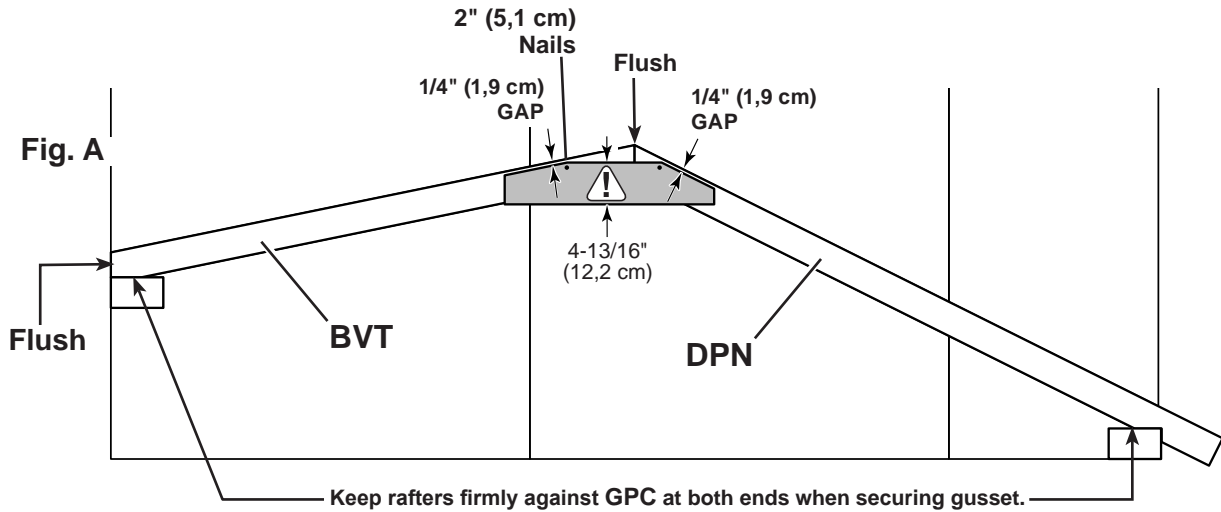 2" (5,1 cm)
Nails
Flush
1/4" (1,9 cm)
GAP
1/4" (1,9 cm)
GAP
Fig. A
!
4-13/16"
(12,2 cm)
Flush
BVT
DPN
Keep rafters firmly against GPC at both ends when securing gusset.